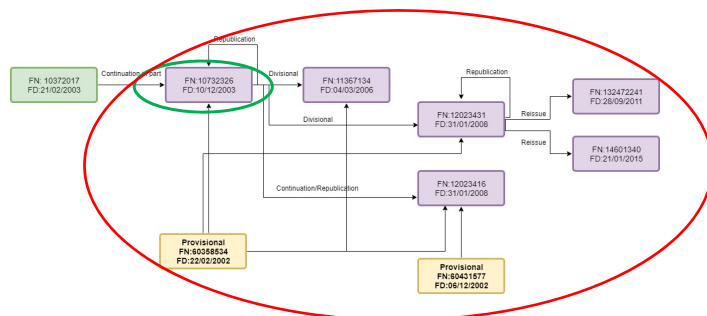 Republication
FN: 10372017
FD:21/02/2003
Continuation in part
FN:10732326
FD:10/12/2003
Divisional
FN:11367134
FD:04/03/2006
Republication
FN:132472241
FD:28/09/2011
Reissue
FN:12023431
FD:31/01/2008
Divisional
Reissue
FN:14601340
FD:21/01/2015
Continuation/Republication
FN:12023416
FD:31/01/2008
Provisional
FN:60358534
FD:22/02/2002
Provisional
FN:60431577
FD:06/12/2002